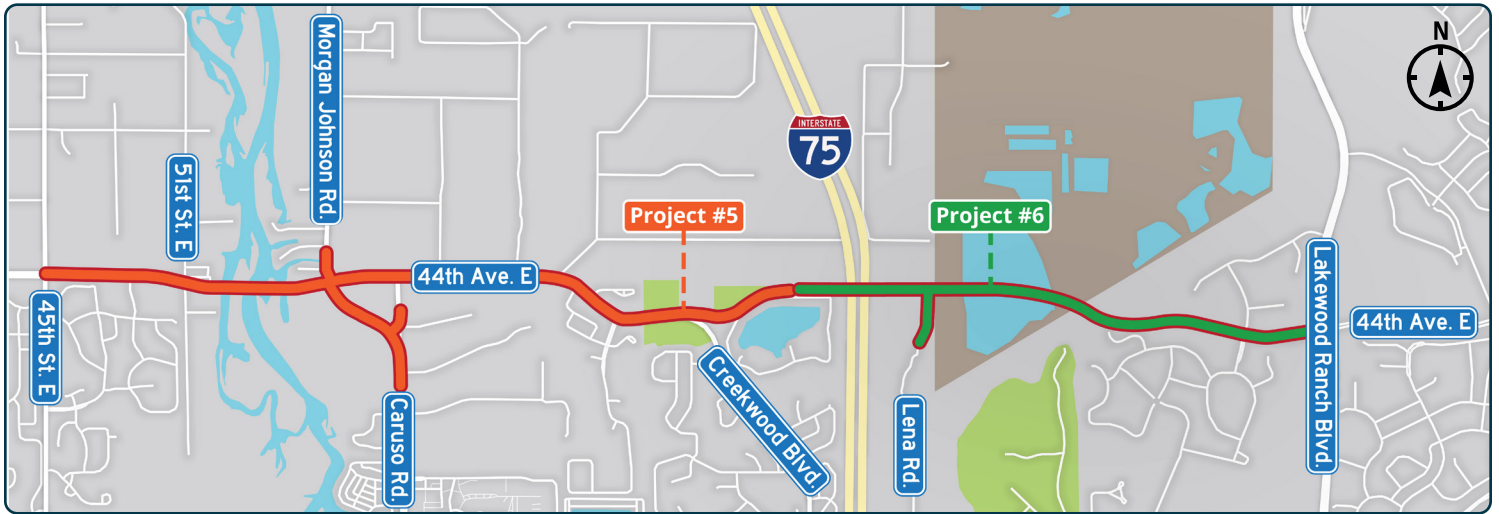 N
Morgan Johnson Rd.
INTERSTATE
75
51st St. E
Project #5
Project #6
44th Ave. E
45th St. E
Lakewood Ranch Blvd.
44th Ave. E
Creekwood Blvd.
Caruso Rd.
Lena Rd.